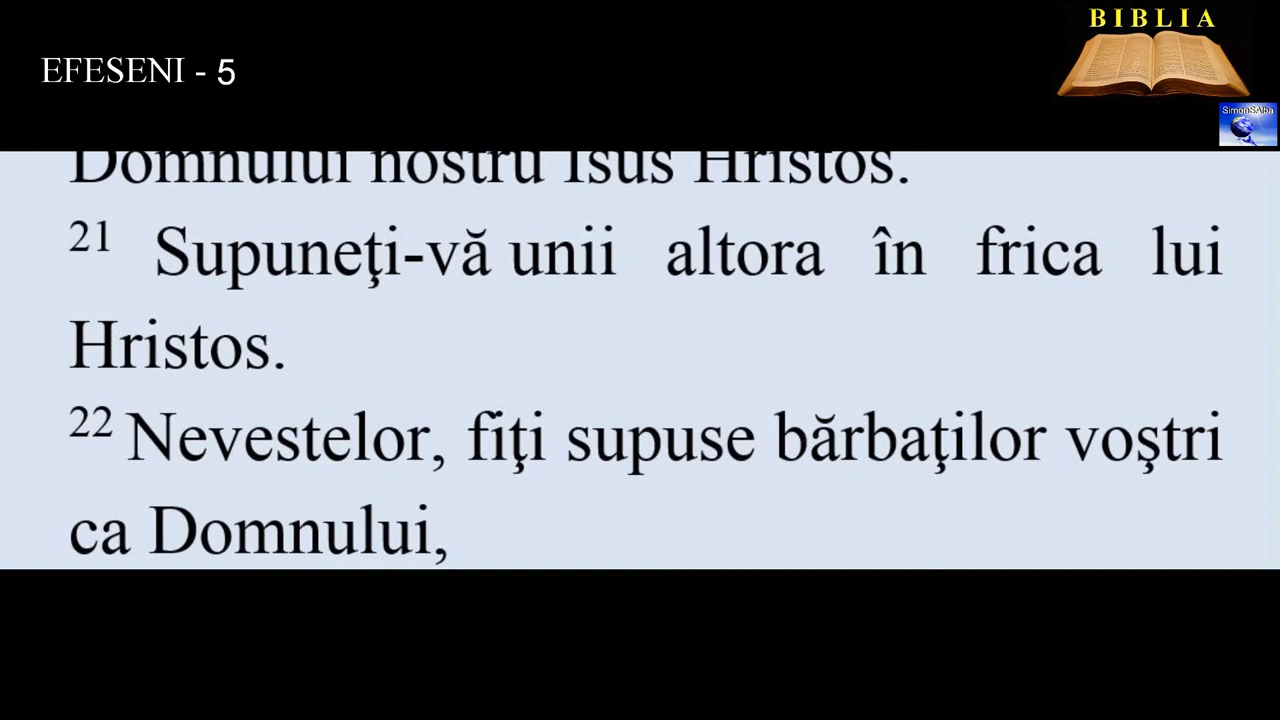 BIBLIA
EFESENI - 5
SimonSAlba
Domnului nostru Isus Hristos.
21 Supuneţi-vă unii altora în frica lui
Hristos.
22 Nevestelor, fiţi supuse bărbaţilor voştri
ca Domnului,